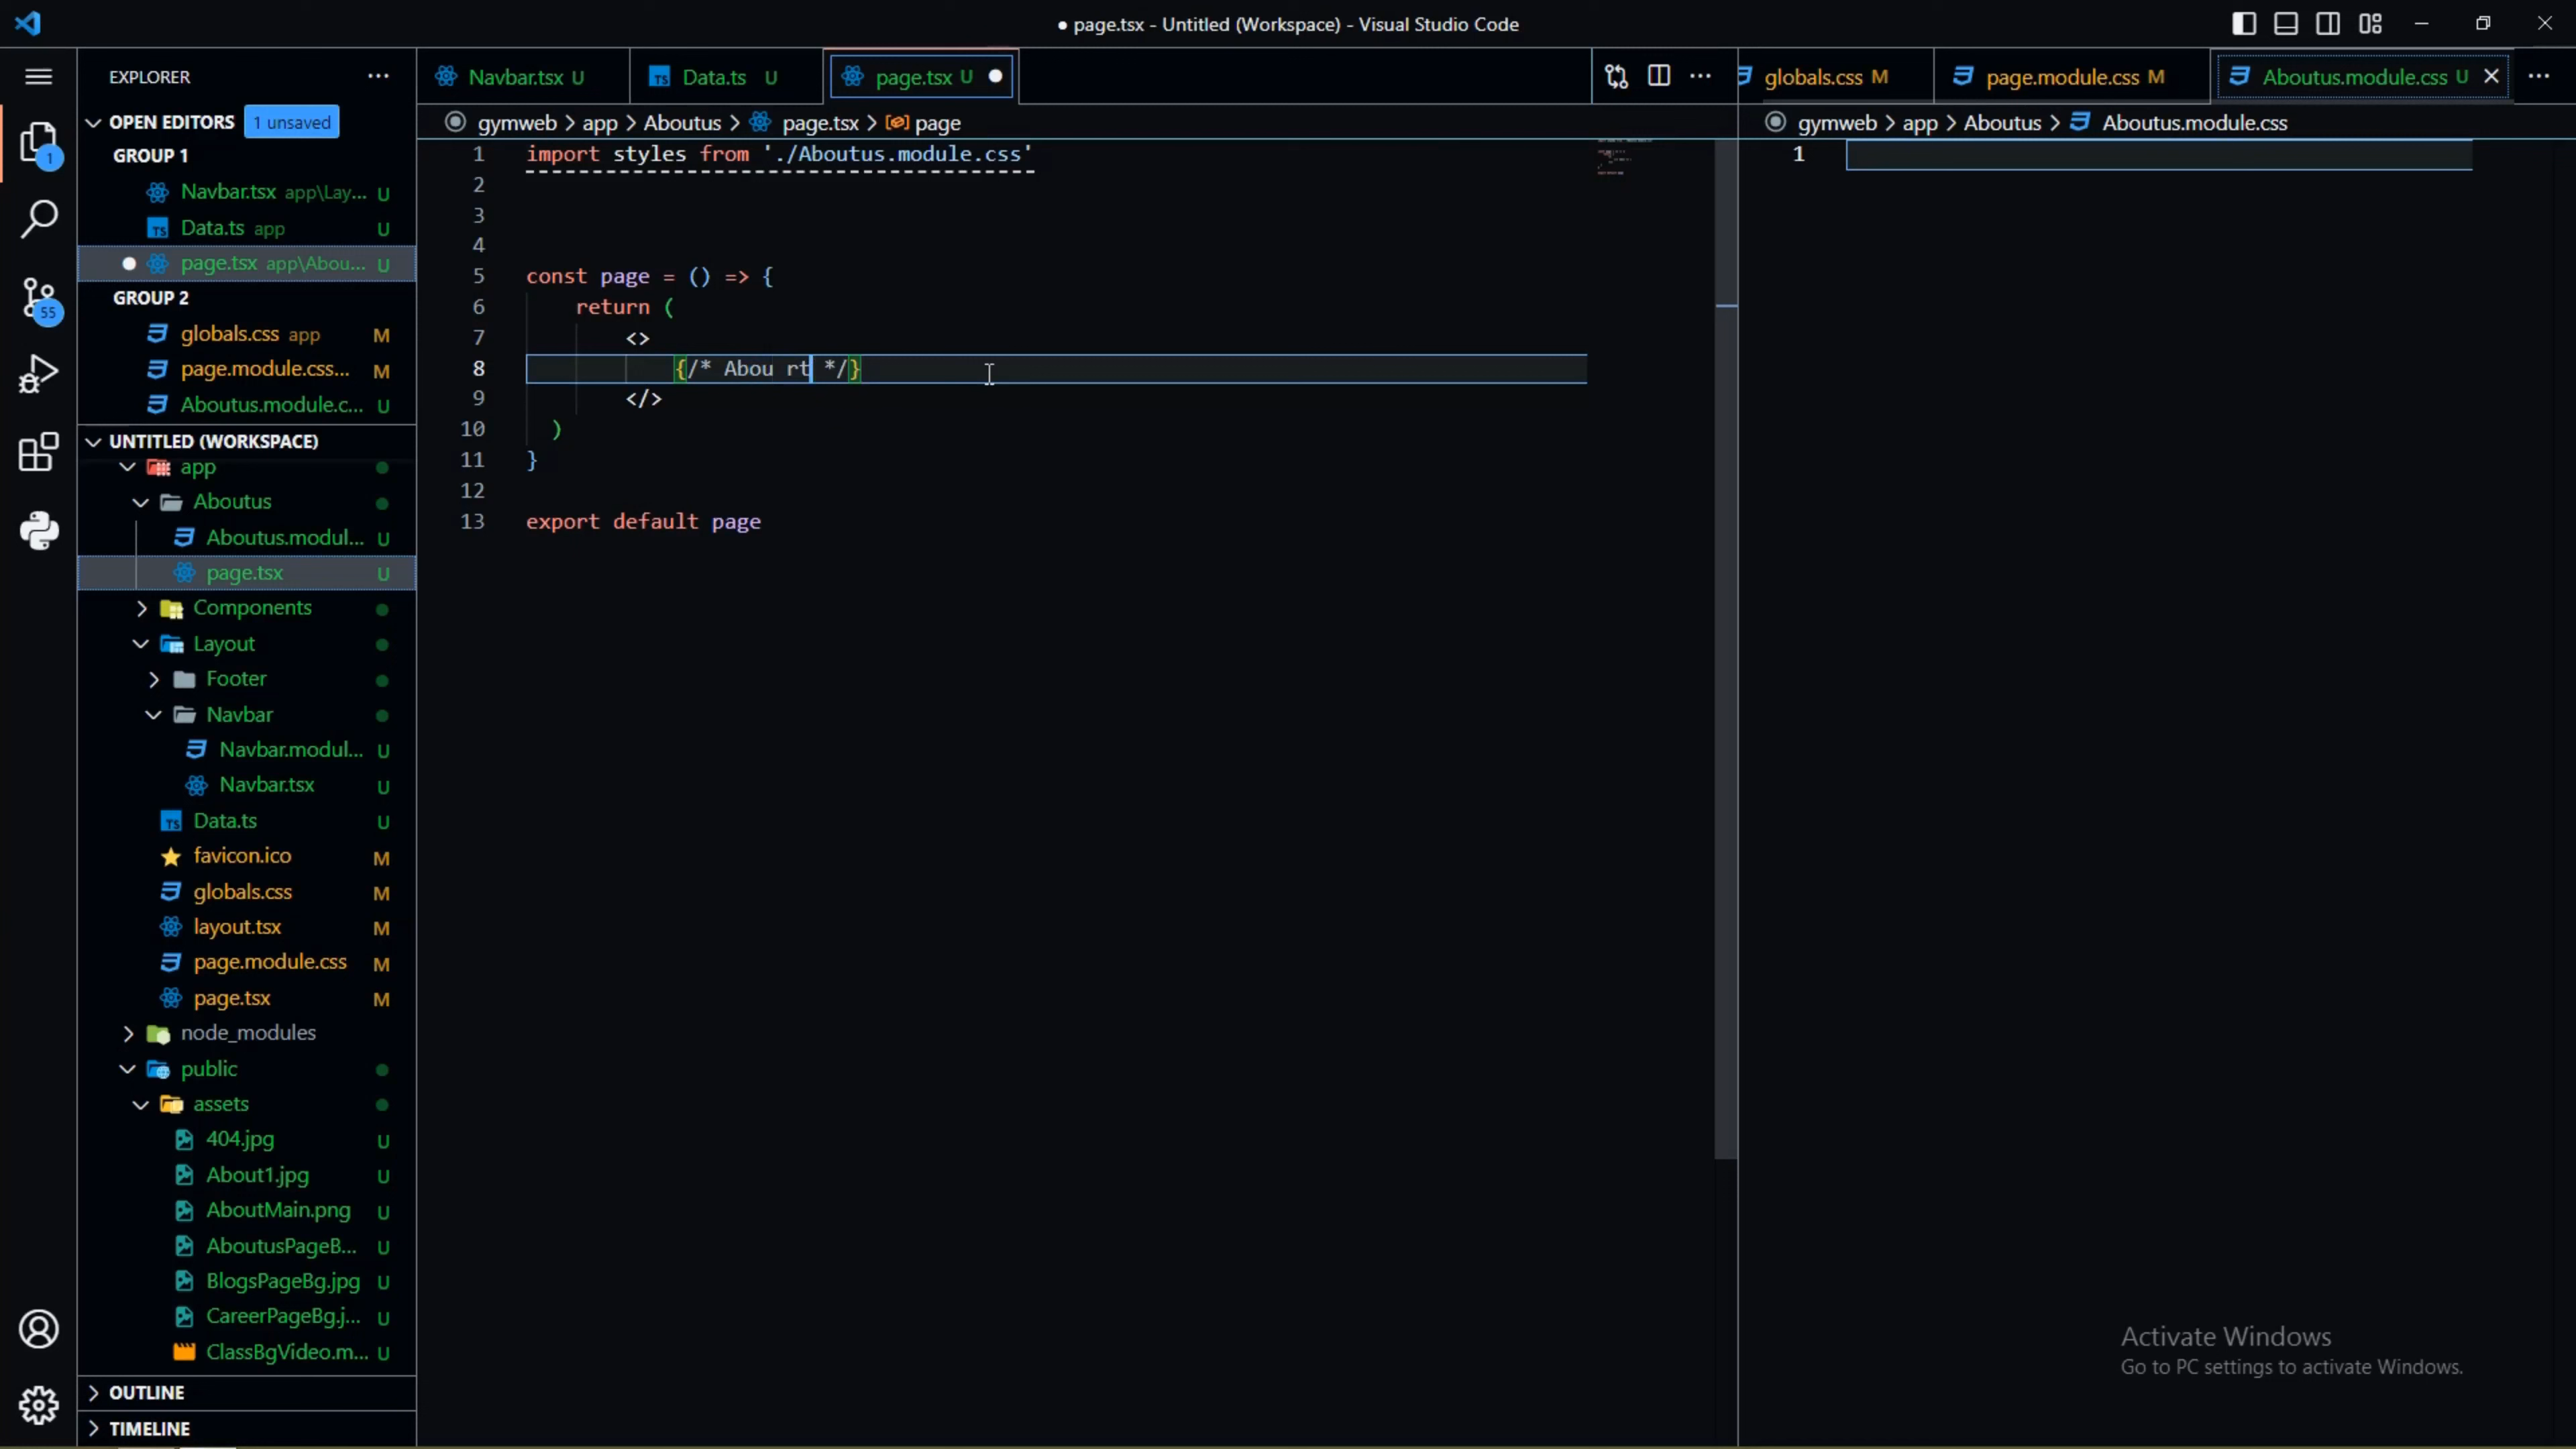 ● page.tsx - Untitled (Workspace) - Visual Studio Code
EXPLORER
Navbar.tsx U
Data.ts U
page.tsx U
globals.css M
page.module.css M
Aboutus.module.css U
OPEN EDITORS 1 unsaved
gymweb > app > Aboutus > page.tsx > page
gymweb > app > Aboutus > Aboutus.module.css
GROUP 1
Navbar.tsx app\Lay... U
Data.ts app U
page.tsx app\Abou... U
GROUP 2
globals.css app M
page.module.css... M
Aboutus.module.c... U
UNTITLED (WORKSPACE)
app
Aboutus
Aboutus.modul... U
page.tsx U
Components
Layout
Footer
Navbar
Navbar.modul... U
Navbar.tsx U
Data.ts U
favicon.ico M
globals.css M
layout.tsx M
page.module.css M
page.tsx M
node_modules
public
assets
404.jpg U
About1.jpg U
AboutMain.png U
AboutusPageB... U
BlogsPageBg.jpg U
CareerPageBg.j... U
ClassBgVideo.m... U
OUTLINE
TIMELINE
1
55
1 import styles from './Aboutus.module.css'
2
3
4
5 const page = () => {
6 return (
7 <>
8 {/* Abou rt */}
9 </>
10 )
11 }
12
13 export default page
1
Activate Windows
Go to PC settings to activate Windows.